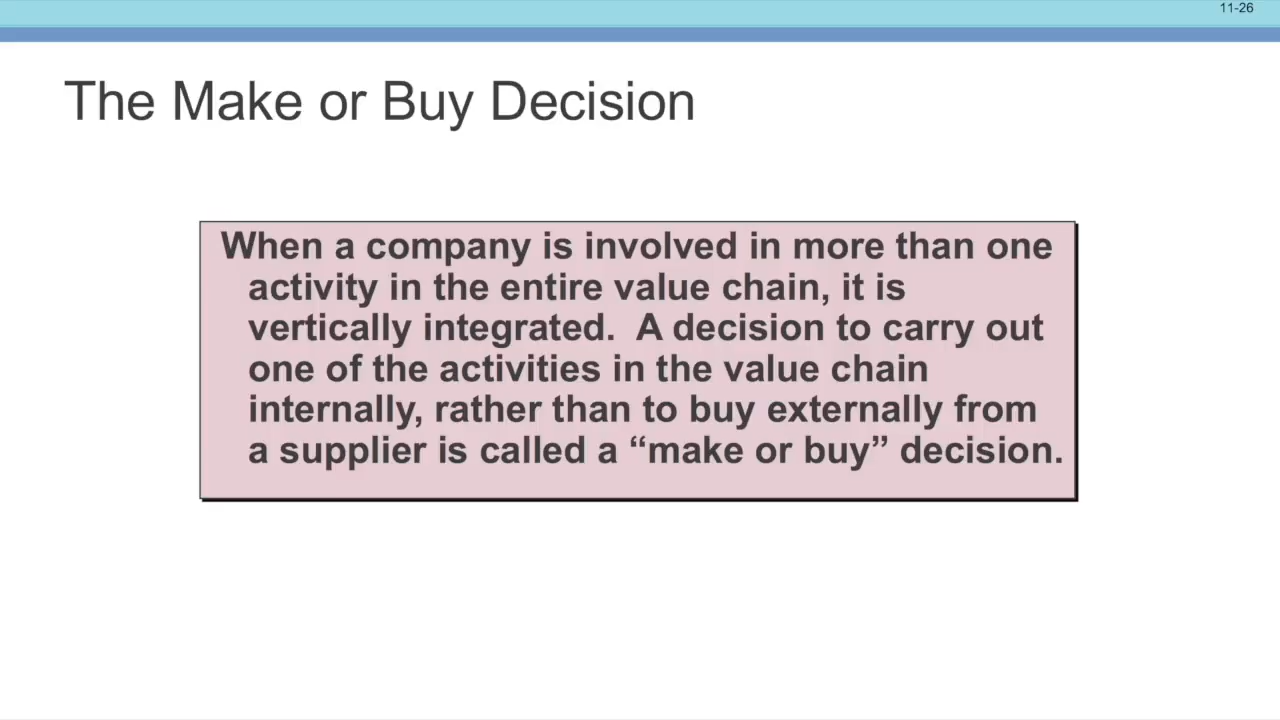 11-26
The Make or Buy Decision
When a company is involved in more than one
activity in the entire value chain, it is
vertically integrated.  A decision to carry out
one of the activities in the value chain
internally, rather than to buy externally from
a supplier is called a “make or buy” decision.